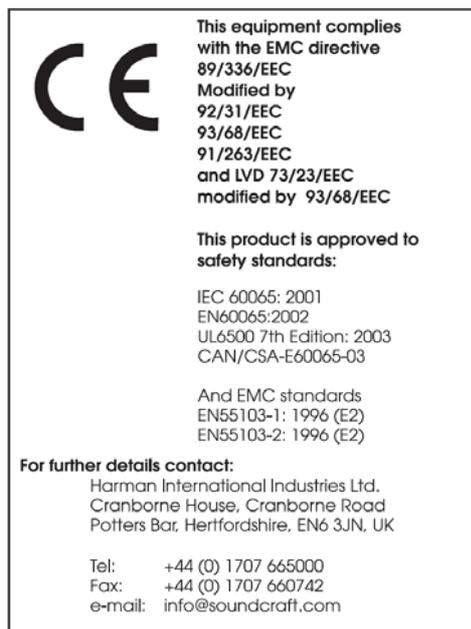 CE
This equipment complies
with the EMC directive
89/336/EEC
Modified by
92/31/EEC
93/68/EEC
91/263/EEC
and LVD 73/23/EEC
modified by 93/68/EEC
This product is approved to
safety standards:
IEC 60065: 2001
EN60065:2002
UL6500 7th Edition: 2003
CAN/CSA-E60065-03
And EMC standards
EN55103-1: 1996 (E2)
EN55103-2: 1996 (E2)
For further details contact:
Harman International Industries Ltd.
Cranborne House, Cranborne Road
Potters Bar, Hertfordshire, EN6 3JN, UK
Tel: +44 (0) 1707 665000
Fax: +44 (0) 1707 660742
e-mail: info@soundcraft.com